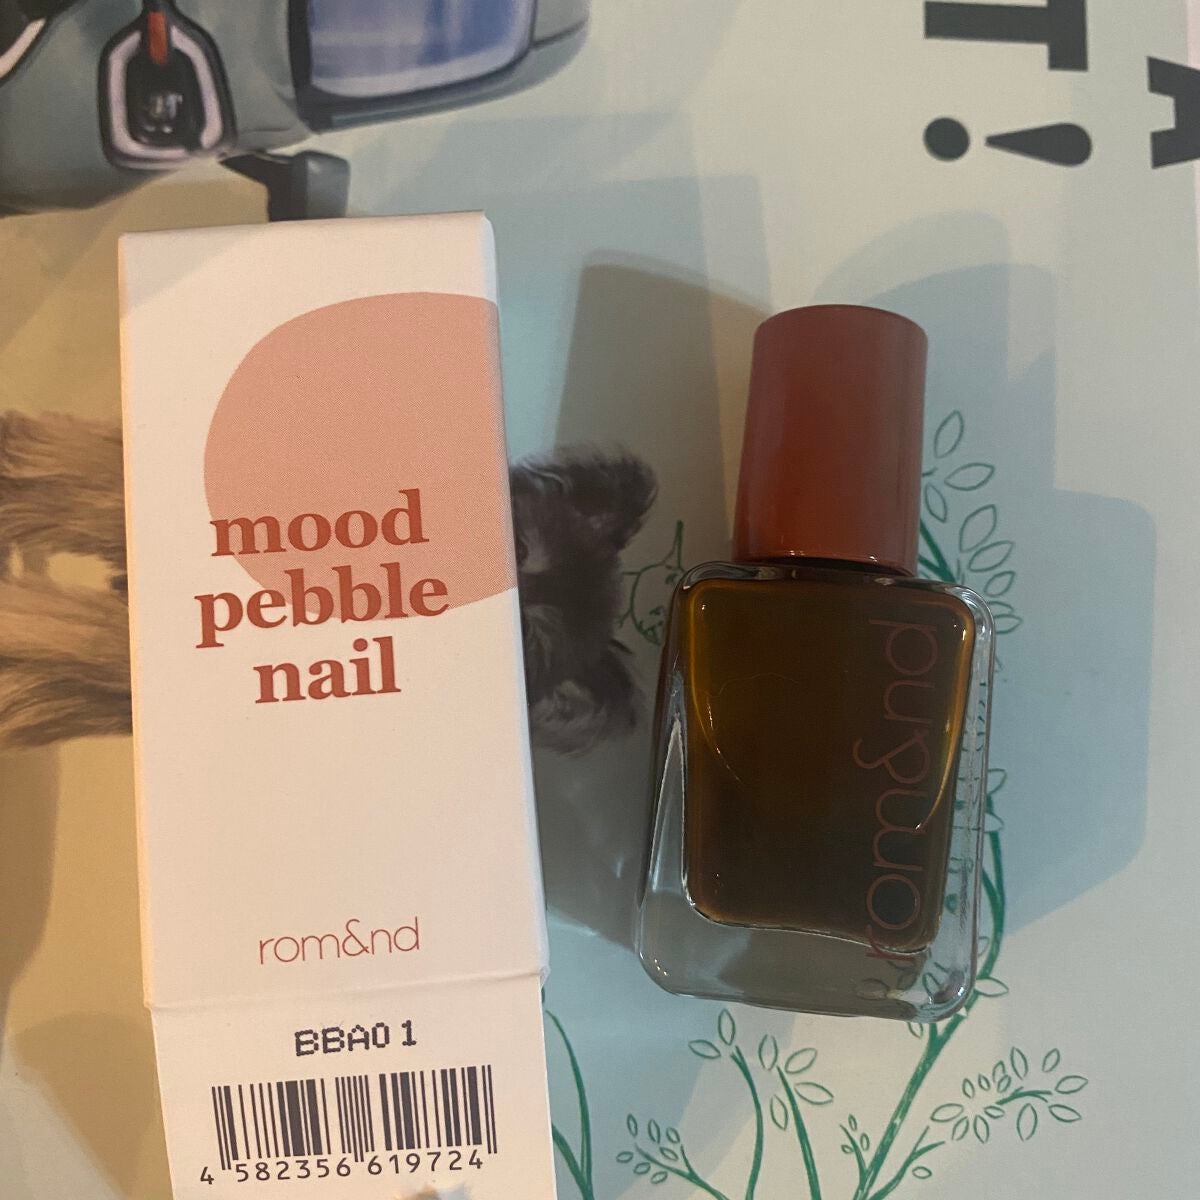 T!
A
mood
pebble
nail
rom&nd
BBA01
4 582356 619724
rom&nd